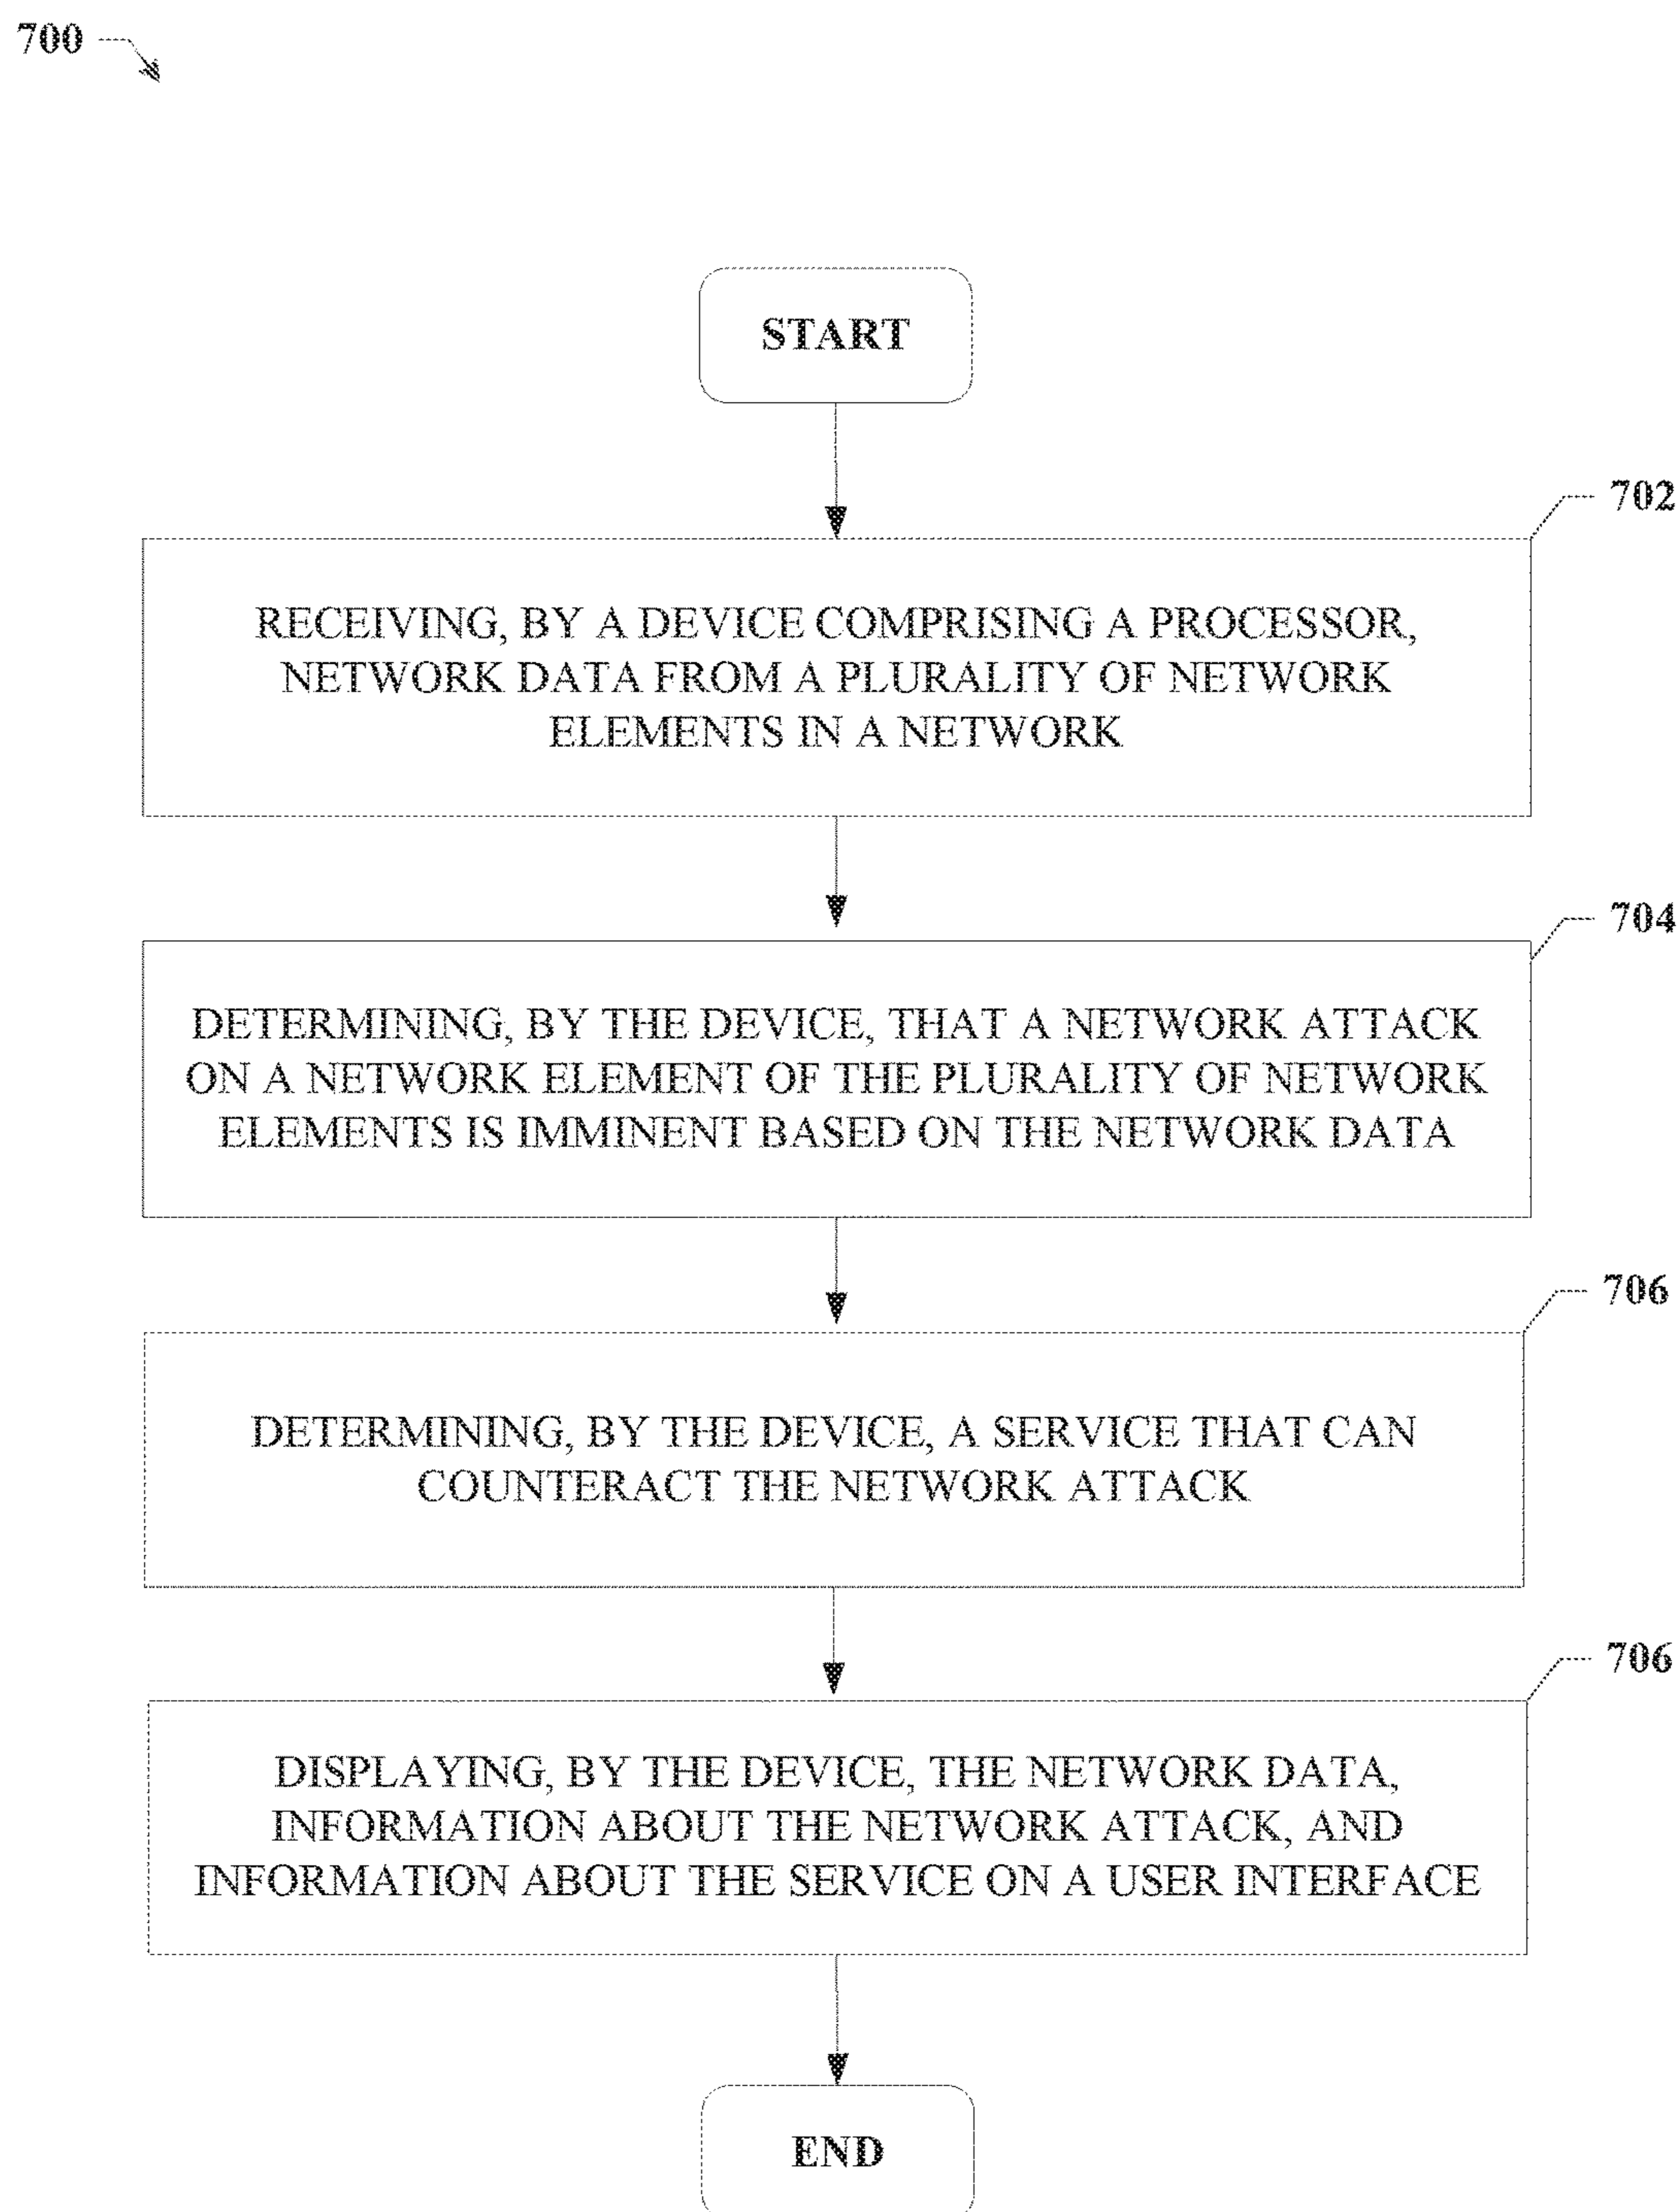 700
START
702
RECEIVING, BY A DEVICE COMPRISING A PROCESSOR,
NETWORK DATA FROM A PLURALITY OF NETWORK
ELEMENTS IN A NETWORK
704
DETERMINING, BY THE DEVICE, THAT A NETWORK ATTACK
ON A NETWORK ELEMENT OF THE PLURALITY OF NETWORK
ELEMENTS IS IMMINENT BASED ON THE NETWORK DATA
706
DETERMINING, BY THE DEVICE, A SERVICE THAT CAN
COUNTERACT THE NETWORK ATTACK
706
DISPLAYING, BY THE DEVICE, THE NETWORK DATA,
INFORMATION ABOUT THE NETWORK ATTACK, AND
INFORMATION ABOUT THE SERVICE ON A USER INTERFACE
END